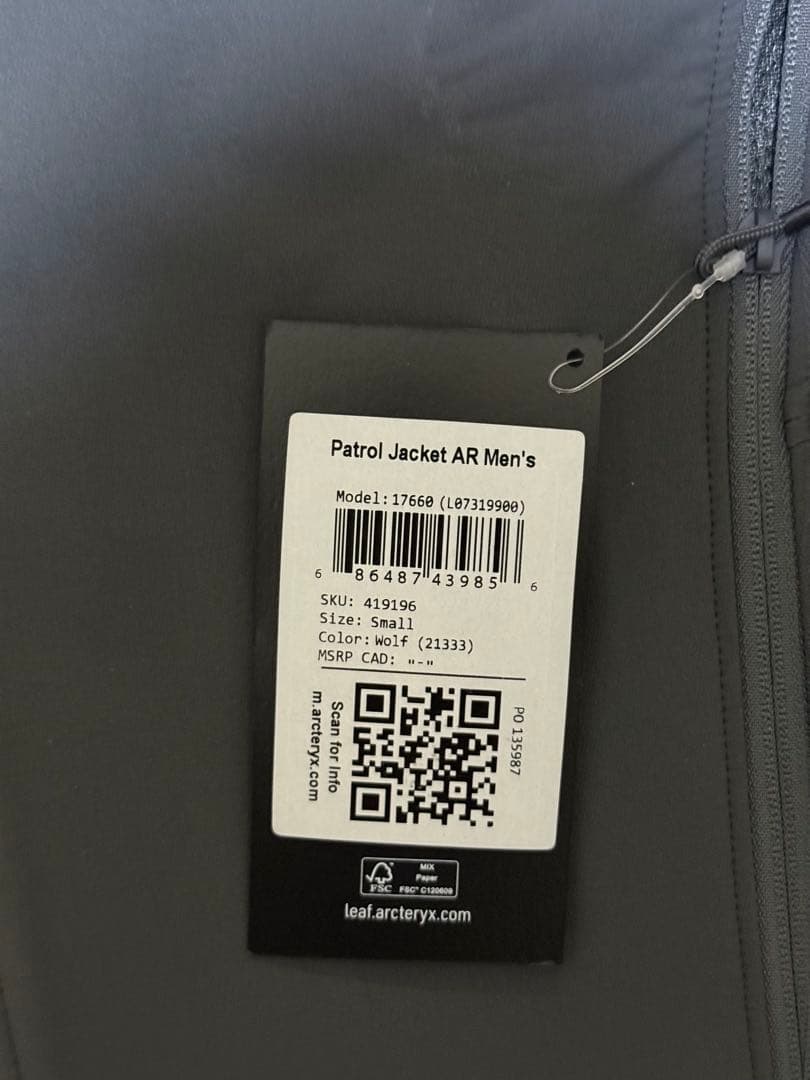 Patrol Jacket AR Men's
Model: 17660 (L07319900)
6 86487 43985 6
SKU: 419196
Size: Small
Color: Wolf (21333)
MSRP CAD: "-"
Scan for Info
m.arcteryx.com
PO 135987
MIX
Paper
FSC
FSC® C120609
leaf.arcteryx.com